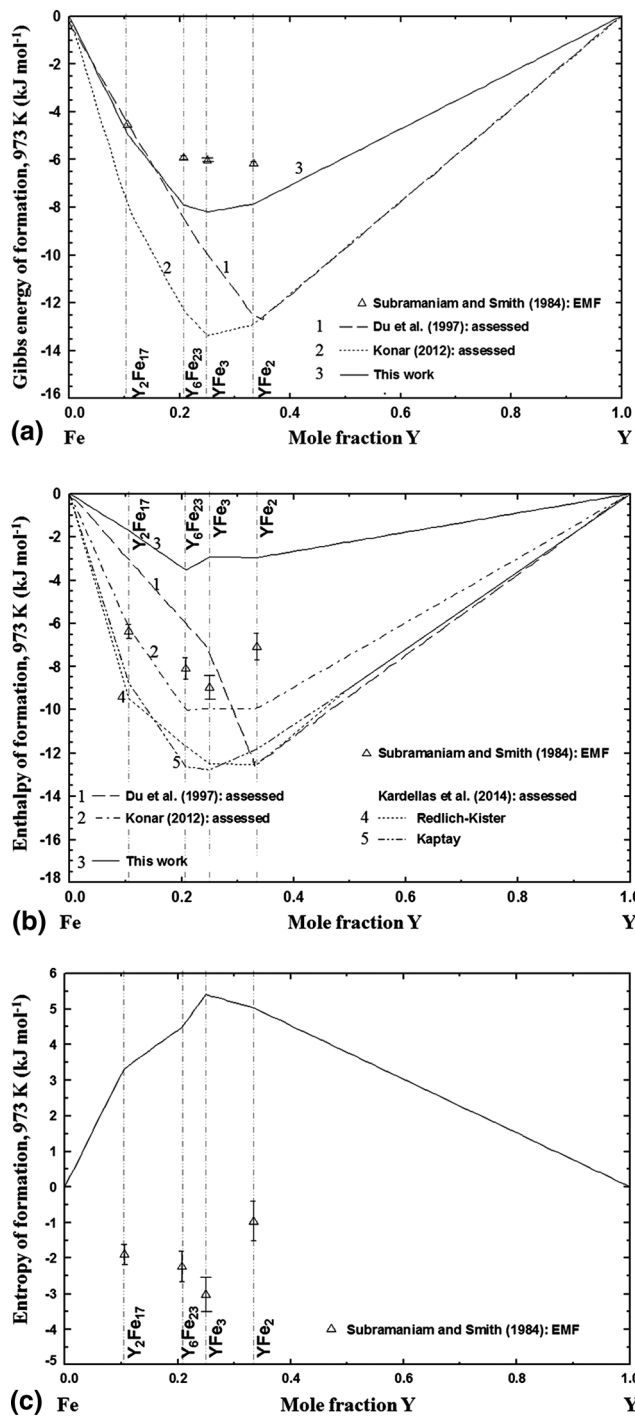 Gibbs energy of formation, 973 K (kJ mol-1)
0
-2
-4
-6
-8
-10
-12
-14
-16
3
1
2
Y2Fe17
Y6Fe23
YFe3
YFe2
Subramaniam and Smith (1984): EMF
1 Du et al. (1997): assessed
2 Konar (2012): assessed
3 This work
0.0 0.2 0.4 0.6 0.8 1.0
(a) Fe Mole fraction Y Y
Enthalpy of formation, 973 K (kJ mol-1)
0
-2
-4
-6
-8
-10
-12
-14
-16
Y2Fe17
Y6Fe23
YFe3
YFe2
3
1
2
4
5
Subramaniam and Smith (1984): EMF
1 Du et al. (1997): assessed
2 Konar (2012): assessed
3 This work
Kardellas et al. (2014): assessed
4 Redlich-Kister
5 Kaptay
0.0 0.2 0.4 0.6 0.8 1.0
(b) Fe Mole fraction Y Y
Entropy of formation, 973 K (kJ mol-1)
6
5
4
3
2
1
0
-1
-2
-3
-4
-5
Y2Fe17
Y6Fe23
YFe3
YFe2
Subramaniam and Smith (1984): EMF
0.0 0.2 0.4 0.6 0.8 1.0
(c) Fe Mole fraction Y Y